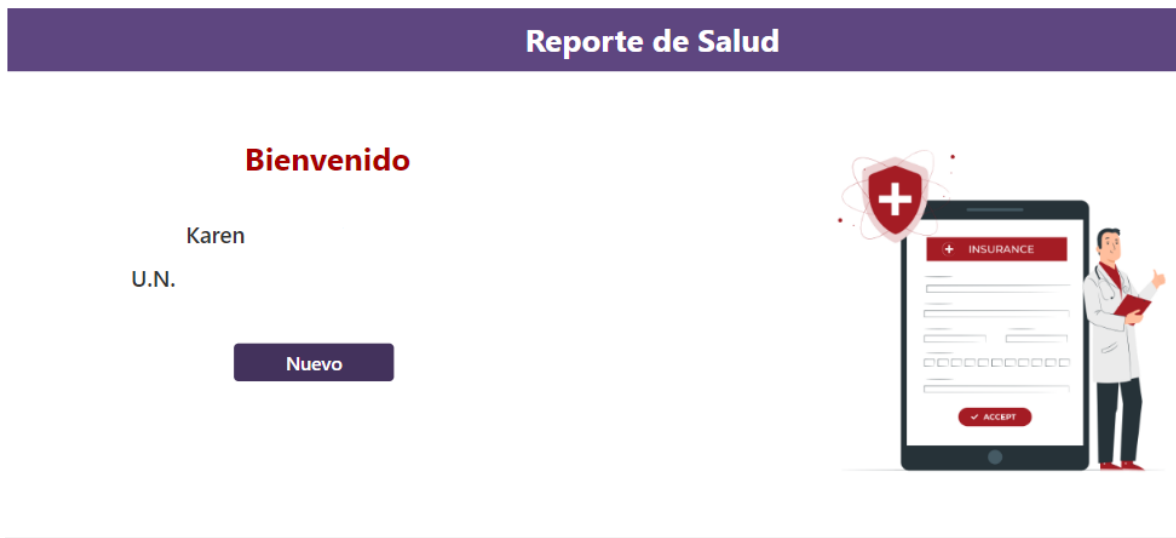 Reporte de Salud
Bienvenido
Karen
U.N.
Nuevo
INSURANCE
ACCEPT